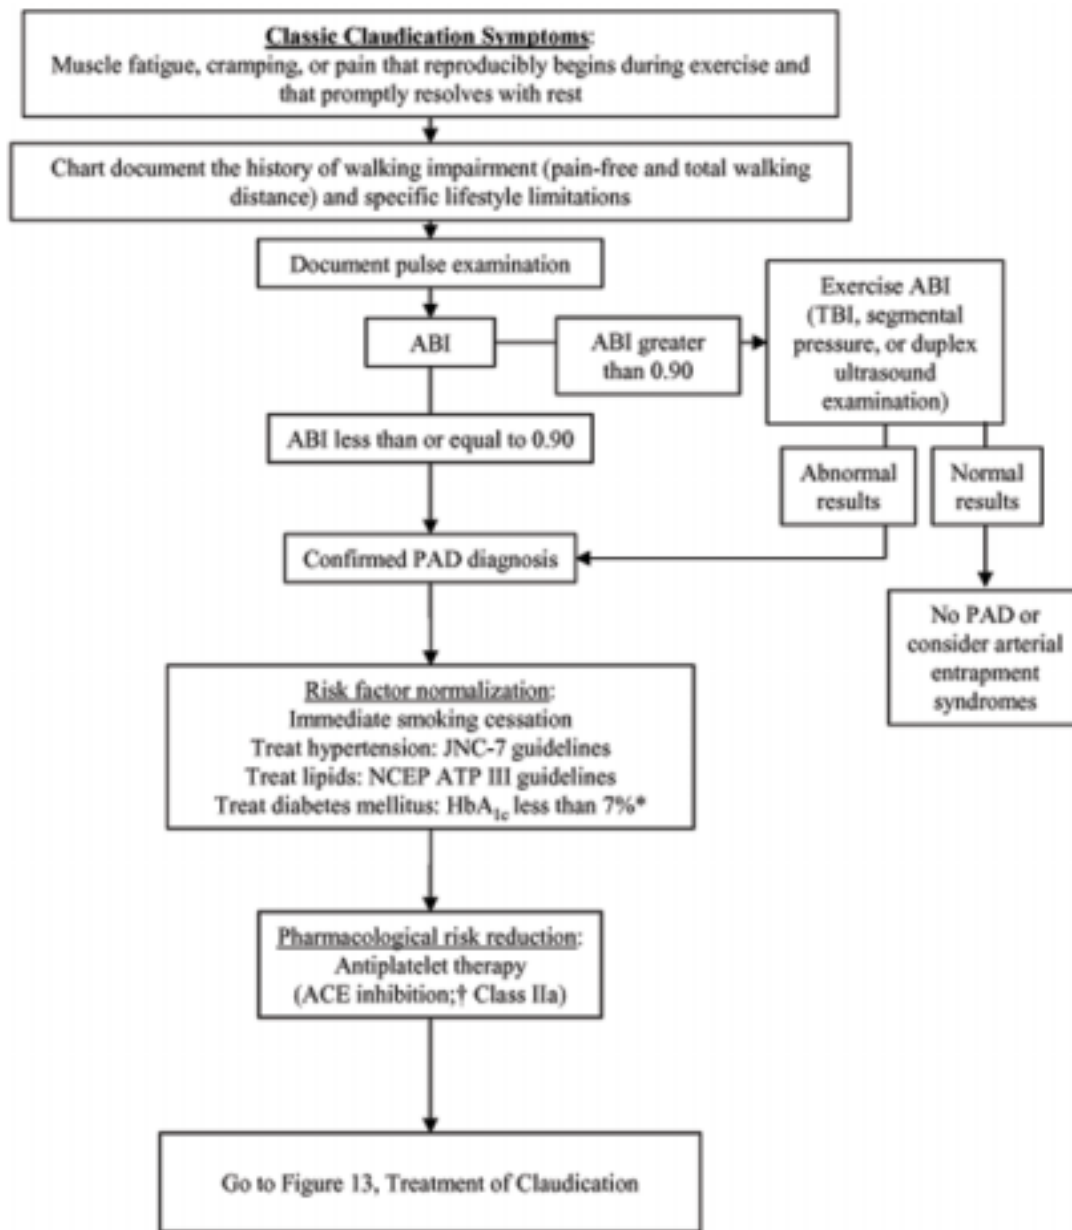 Classic Claudication Symptoms:
Muscle fatigue, cramping, or pain that reproducibly begins during exercise and
that promptly resolves with rest
Chart document the history of walking impairment (pain-free and total walking
distance) and specific lifestyle limitations
Document pulse examination
ABI
ABI greater
than 0.90
Exercise ABI
(TBI, segmental
pressure, or duplex
ultrasound
examination)
ABI less than or equal to 0.90
Abnormal
results
Normal
results
Confirmed PAD diagnosis
No PAD or
consider arterial
entrapment
syndromes
Risk factor normalization:
Immediate smoking cessation
Treat hypertension: JNC-7 guidelines
Treat lipids: NCEP ATP III guidelines
Treat diabetes mellitus: HbA1c less than 7%*
Pharmacological risk reduction:
Antiplatelet therapy
(ACE inhibition;† Class IIa)
Go to Figure 13, Treatment of Claudication